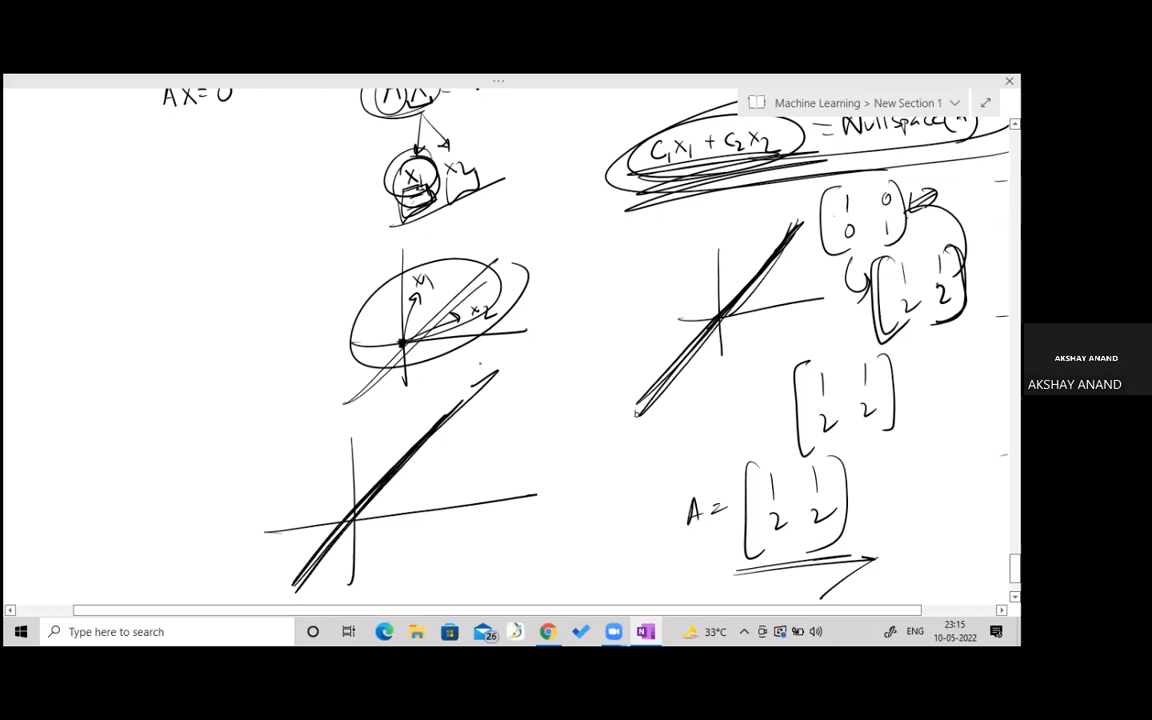 AX = 0
Machine Learning > New Section 1
C1X1 + C2X2 = Nullspace(A)
X1 X2
1 0
0 1
X1
X2
1 1
2 2
1 1
2 2
A = 1 1
2 2
AKSHAY ANAND
AKSHAY ANAND
Type here to search
26
33°C
ENG
23:15
10-05-2022